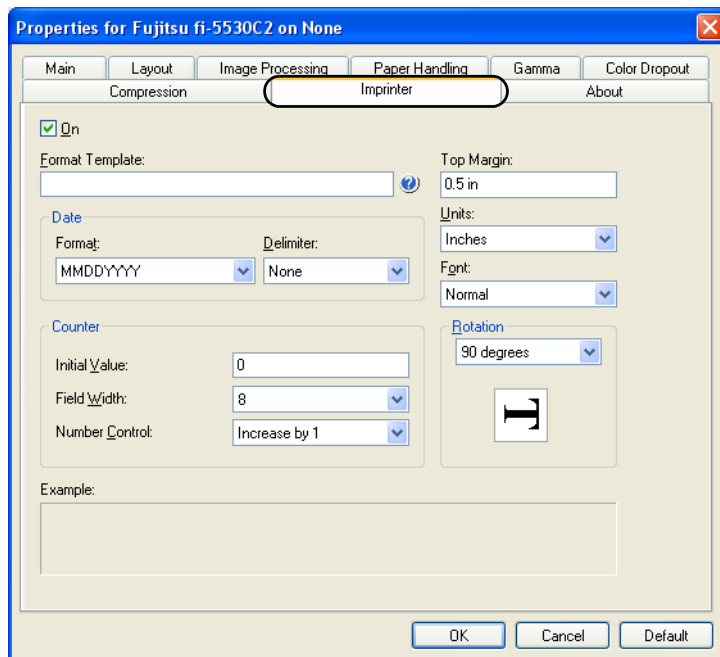 Properties for Fujitsu fi-5530C2 on None
Main Layout Image Processing Paper Handling Gamma Color Dropout
Compression Imprinter About
On
Format Template:
Top Margin:
0.5 in
Date
Format:
MMDDYYYY
Delimiter:
None
Units:
Inches
Font:
Normal
Counter
Initial Value:
0
Field Width:
8
Number Control:
Increase by 1
Rotation
90 degrees
T
Example:
OK Cancel Default